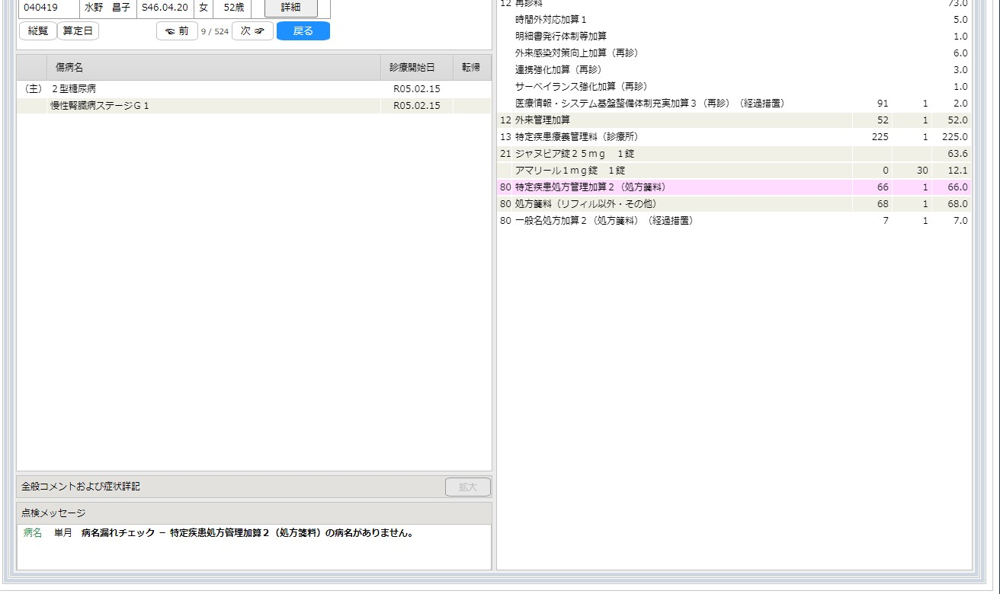 040419 水野 昌子 S46.04.20 女 52歳 詳細
縦覧 算定日 前 9 / 524 次 戻る
傷病名 診療開始日 転帰
（主） ２型糖尿病 R05.02.15
慢性腎臓病ステージＧ１ R05.02.15
全般コメントおよび症状詳記 拡大
点検メッセージ
病名 単月 病名漏れチェック － 特定疾患処方管理加算２（処方箋料）の病名がありません。
12 再診料 73.0
時間外対応加算１ 5.0
明細書発行体制等加算 1.0
外来感染対策向上加算（再診） 6.0
連携強化加算（再診） 3.0
サーベイランス強化加算（再診） 1.0
医療情報・システム基盤整備体制充実加算３（再診）（経過措置） 91 1 2.0
12 外来管理加算 52 1 52.0
13 特定疾患療養管理料（診療所） 225 1 225.0
21 ジャヌビア錠２５ｍｇ １錠 63.6
アマリール１ｍｇ錠 １錠 0 30 12.1
80 特定疾患処方管理加算２（処方箋料） 66 1 66.0
80 処方箋料（リフィル以外・その他） 68 1 68.0
80 一般名処方加算２（処方箋料）（経過措置） 7 1 7.0